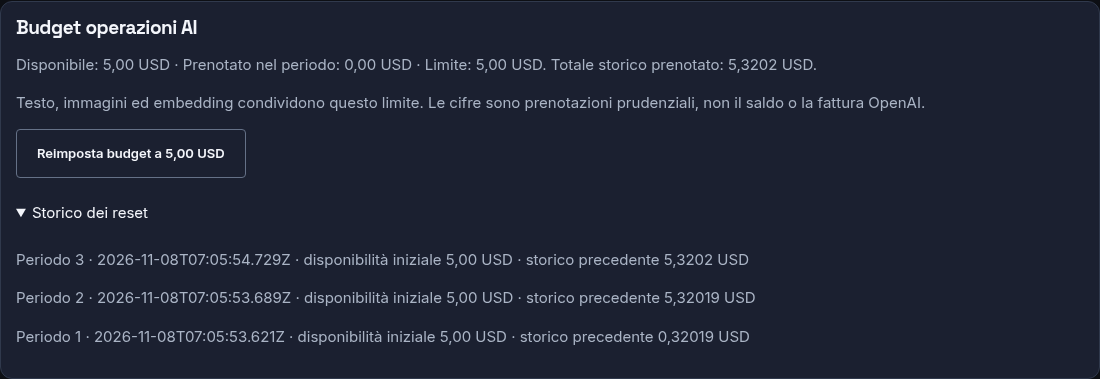 Budget operazioni AI
Disponibile: 5,00 USD · Prenotato nel periodo: 0,00 USD · Limite: 5,00 USD. Totale storico prenotato: 5,3202 USD.
Testo, immagini ed embedding condividono questo limite. Le cifre sono prenotazioni prudenziali, non il saldo o la fattura OpenAI.
Reimposta budget a 5,00 USD
▼ Storico dei reset
Periodo 3 · 2026-11-08T07:05:54.729Z · disponibilità iniziale 5,00 USD · storico precedente 5,3202 USD
Periodo 2 · 2026-11-08T07:05:53.689Z · disponibilità iniziale 5,00 USD · storico precedente 5,32019 USD
Periodo 1 · 2026-11-08T07:05:53.621Z · disponibilità iniziale 5,00 USD · storico precedente 0,32019 USD